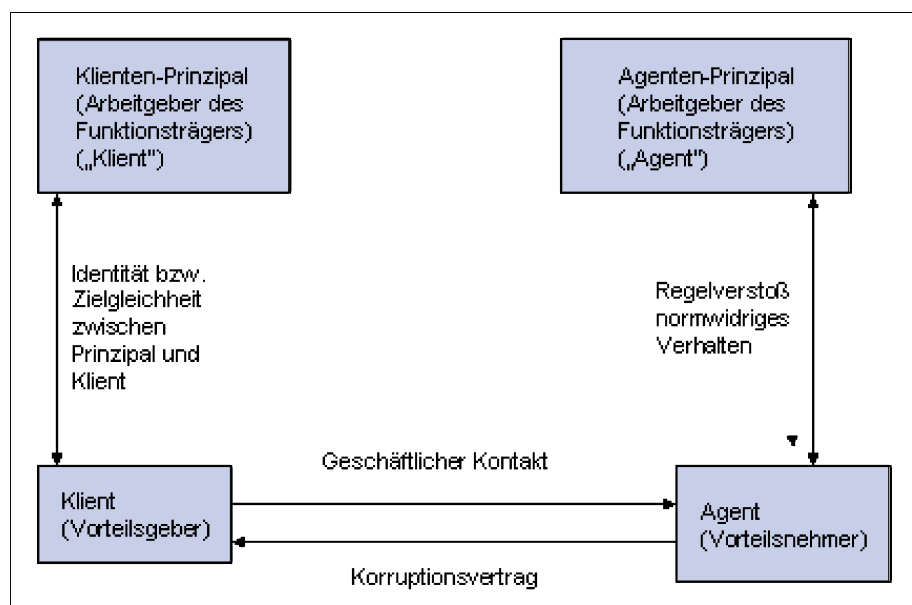 Klienten-Prinzipal
(Arbeitgeber des
Funktionsträgers)
(„Klient")
Agenten-Prinzipal
(Arbeitgeber des
Funktionsträgers)
(„Agent")
Identität bzw.
Zielgleichheit
zwischen
Prinzipal und
Klient
Regelverstoß
normwidriges
Verhalten
Geschäftlicher Kontakt
Klient
(Vorteilsgeber)
Agent
(Vorteilsnehmer)
Korruptionsvertrag